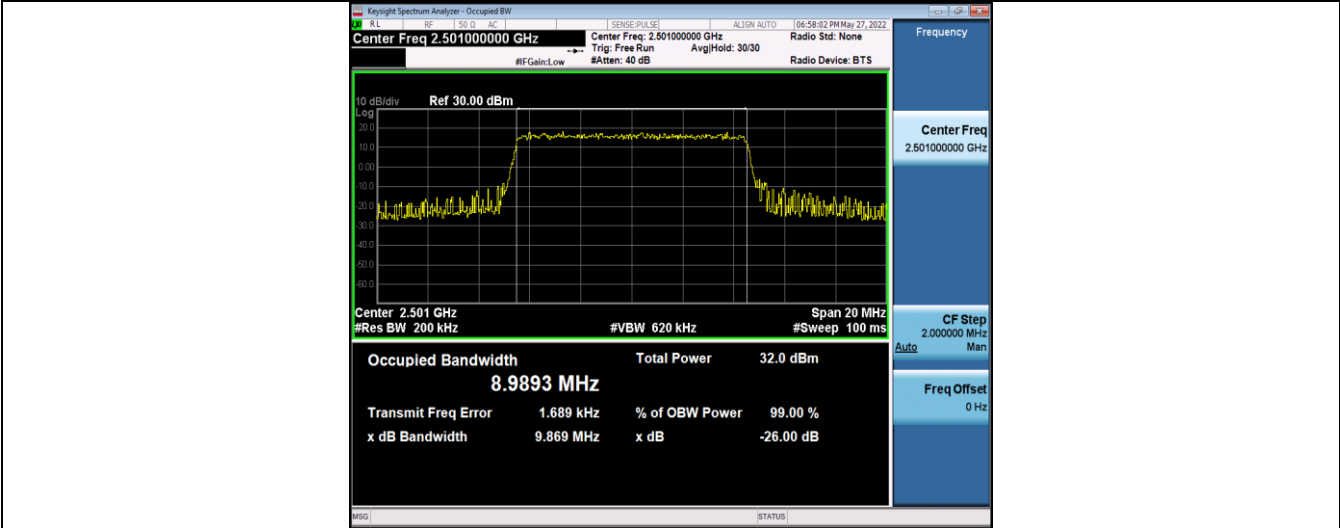 Keysight Spectrum Analyzer - Occupied BW
RL RF 50 Ω AC SENSE:PULSE ALIGN AUTO 06:58:02 PM May 27, 2022
Center Freq 2.501000000 GHz
Center Freq: 2.501000000 GHz
Radio Std: None
Trig: Free Run Avg|Hold: 30/30
#IFGain:Low
#Atten: 40 dB
Radio Device: BTS
10 dB/div Ref 30.00 dBm
Log
20.0
10.0
0.00
-10.0
-20.0
-30.0
-40.0
-50.0
-60.0
Center 2.501 GHz
Span 20 MHz
#Res BW 200 kHz
#VBW 620 kHz
#Sweep 100 ms
Occupied Bandwidth
Total Power 32.0 dBm
8.9893 MHz
Transmit Freq Error 1.689 kHz
% of OBW Power 99.00 %
x dB Bandwidth 9.869 MHz
x dB -26.00 dB
MSG
STATUS
Frequency
Center Freq
2.501000000 GHz
CF Step
2.000000 MHz
Auto Man
Freq Offset
0 Hz